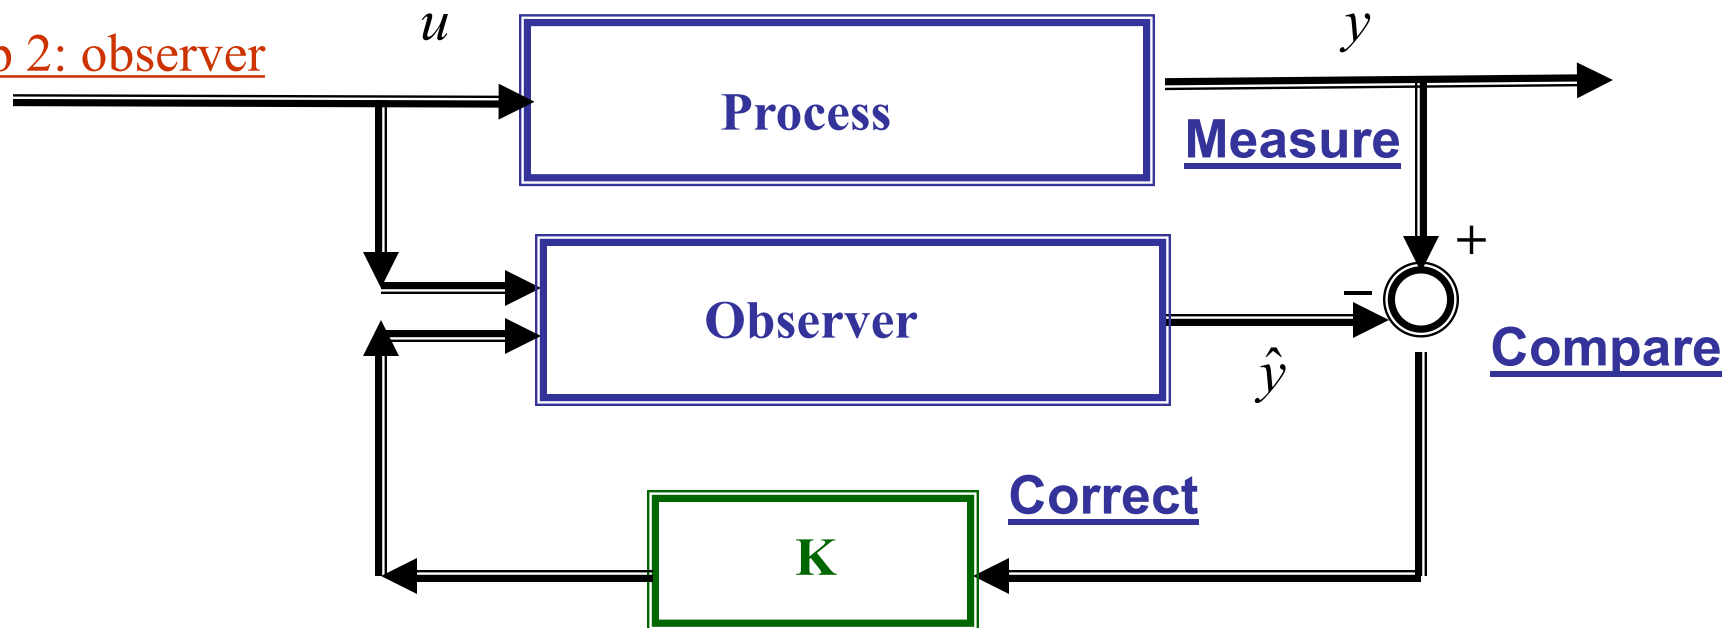 u
y
2: observer
Process
Measure
+
Observer
−
Compare
ŷ
Correct
K